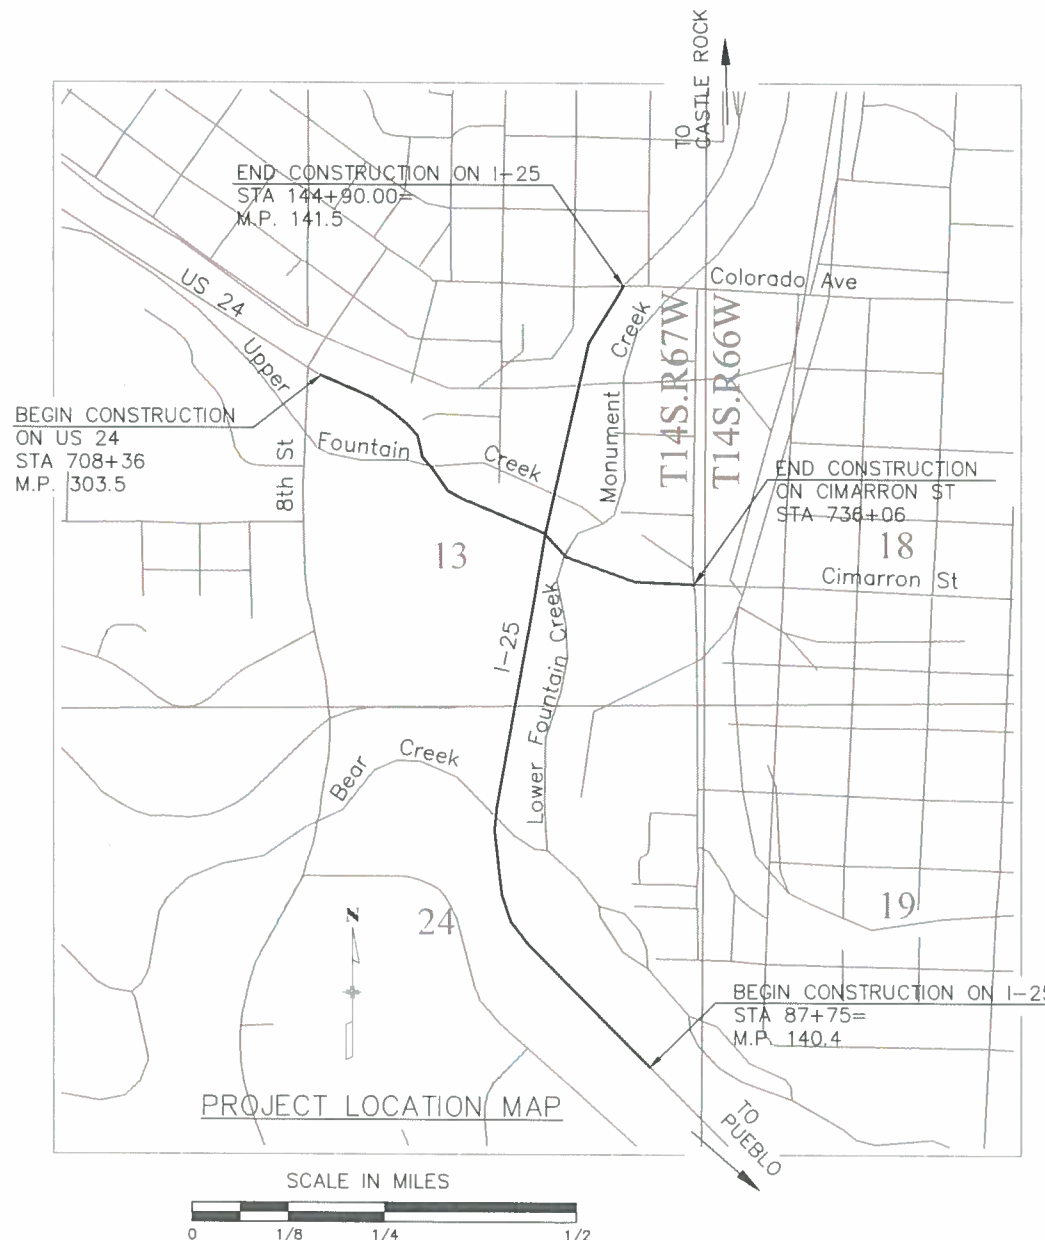 TO
CASTLE ROCK
END CONSTRUCTION ON I-25
STA 144+90.00=
M.P. 141.5
Colorado Ave
US 24
Creek
T14S.R67W
T14S.R66W
Upper
BEGIN CONSTRUCTION
ON US 24
STA 708+36
M.P. 303.5
8th St
Fountain
Creek
Monument
END CONSTRUCTION
ON CIMARRON ST
STA 736+06
13
18
Cimarron St
I-25
Lower Fountain Creek
Bear
Creek
N
24
19
BEGIN CONSTRUCTION ON I-25
STA 87+75=
M.P. 140.4
PROJECT LOCATION MAP
TO
PUEBLO
SCALE IN MILES
0 1/8 1/4 1/2